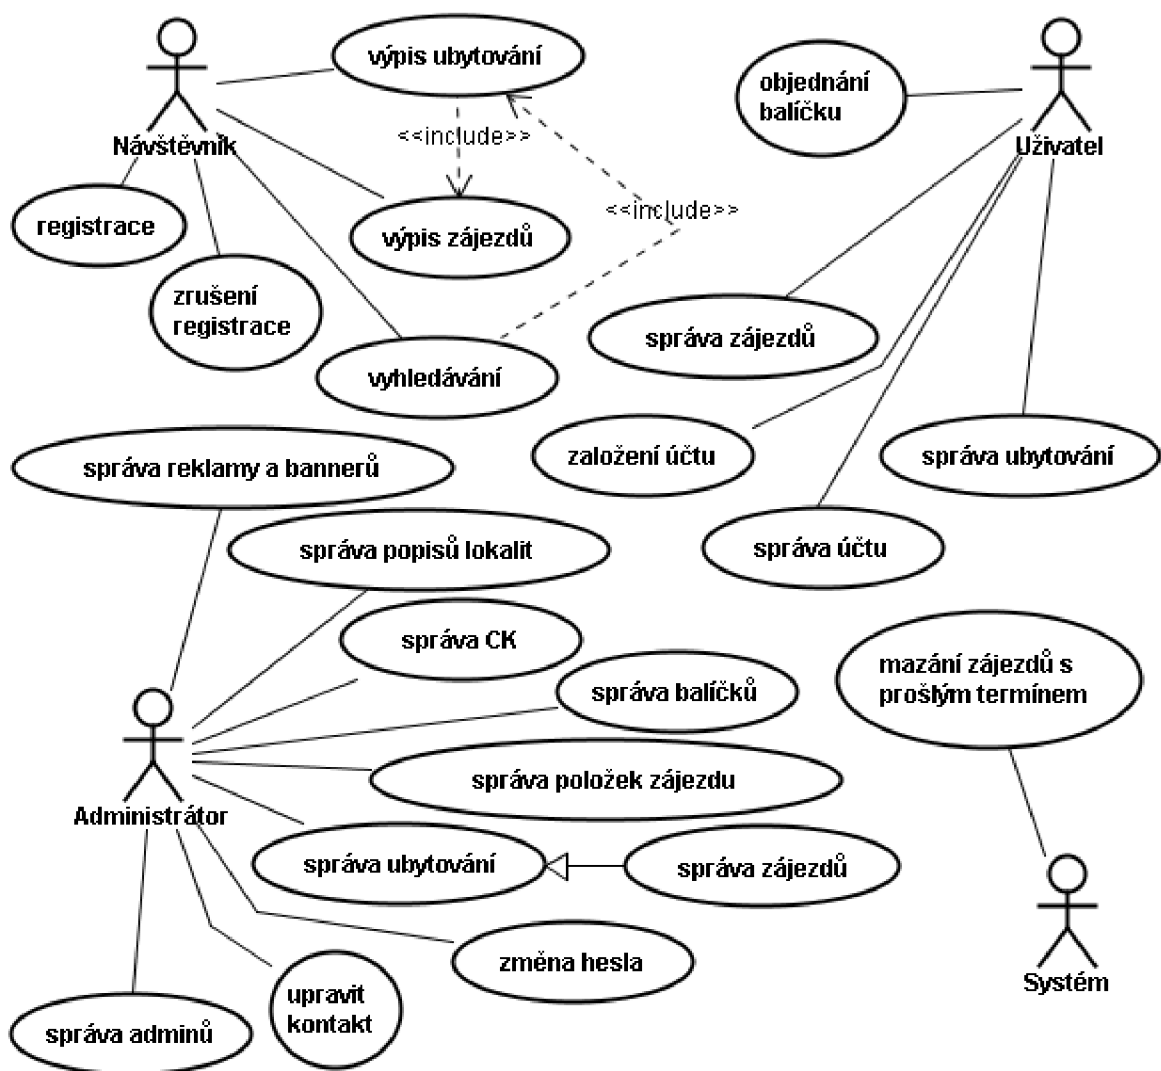 výpis ubytování
objednání
balíčku
<<include>>
Návštěvník
Uživatel
registrace
<<include>>
výpis zájezdů
zrušení
registrace
správa zájezdů
vyhledávání
správa reklamy a bannerů
založení účtu
správa ubytování
správa popisů lokalit
správa účtu
správa CK
mazání zájezdů s
prošlým termínem
správa balíčků
správa položek zájezdu
Administrátor
správa ubytování
správa zájezdů
změna hesla
Systém
upravit
kontakt
správa adminů